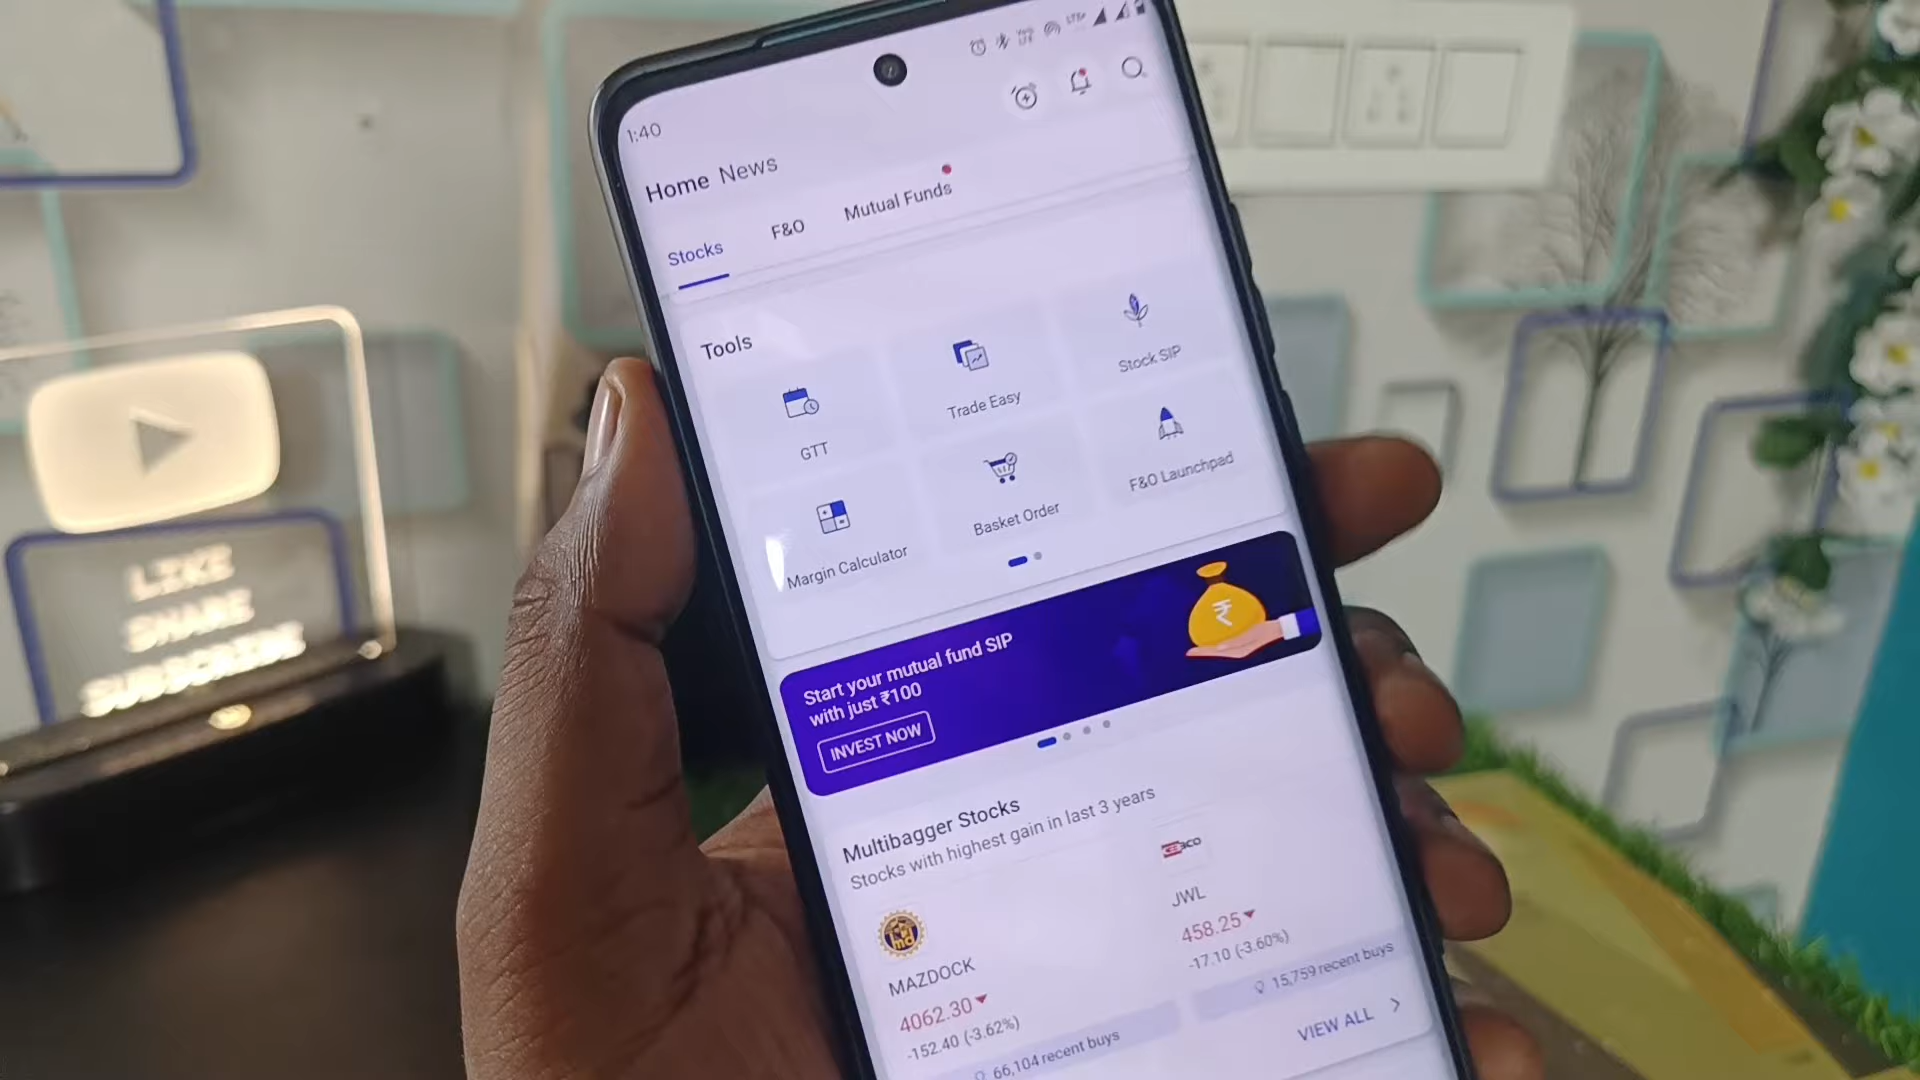 1:40
Home News
Stocks F&O Mutual Funds
Tools
GTT Trade Easy Stock SIP
Margin Calculator Basket Order F&O Launchpad
Start your mutual fund SIP
with just ₹100
INVEST NOW
Multibagger Stocks
Stocks with highest gain in last 3 years
MAZDOCK
4062.30
-152.40 (-3.62%)
66,104 recent buys
JWL
458.25
-17.10 (-3.60%)
15,759 recent buys
VIEW ALL
LIKE
SHARE
SUBSCRIBE